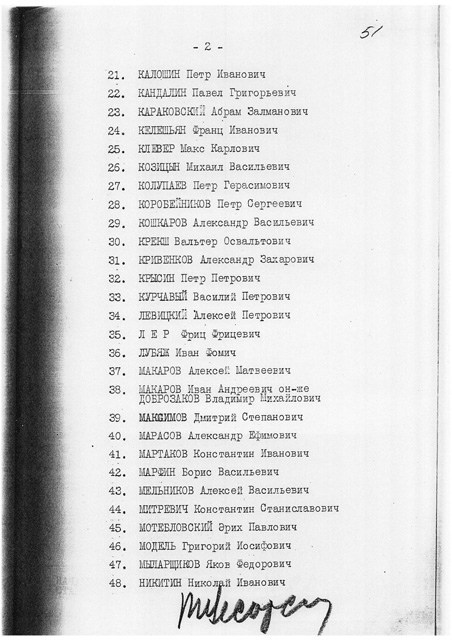 51
- 2 -
21. КАЛОШИН Петр Иванович
22. КАНДАЛИН Павел Григорьевич
23. КАРАКОВСКИЙ Абрам Залманович
24. КЕЛЕШЬЯН Франц Иванович
25. КЛЕВЕР Макс Карлович
26. КОЗИЦЫН Михаил Васильевич
27. КОЛУПАЕВ Петр Герасимович
28. КОРОБЕЙНИКОВ Петр Сергеевич
29. КОШКАРОВ Александр Васильевич
30. КРЕКШ Вальтер Освальтович
31. КРИВЕНКОВ Александр Захарович
32. КРЫСИН Петр Петрович
33. КУРЧАВЫЙ Василий Петрович
34. ЛЕВИЦКИЙ Алексей Петрович
35. Л Е Р Фриц Фрицевич
36. ЛУБЯЖ Иван Фомич
37. МАКАРОВ Алексей Матвеевич
38. МАКАРОВ Иван Андреевич он-же
ДОБРОЗАКОВ Владимир Михайлович
39. МАКСИМОВ Дмитрий Степанович
40. МАРАСОВ Александр Ефимович
41. МАРТАКОВ Константин Иванович
42. МАРФИН Борис Васильевич
43. МЕЛЬНИКОВ Алексей Васильевич
44. МИТРЕВИЧ Константин Станиславович
45. МОТЕБЛОВСКИЙ Эрих Павлович
46. МОДЕЛЬ Григорий Иосифович
47. МЫЛАРЩИКОВ Яков Федорович
48. НИКИТИН Николай Иванович